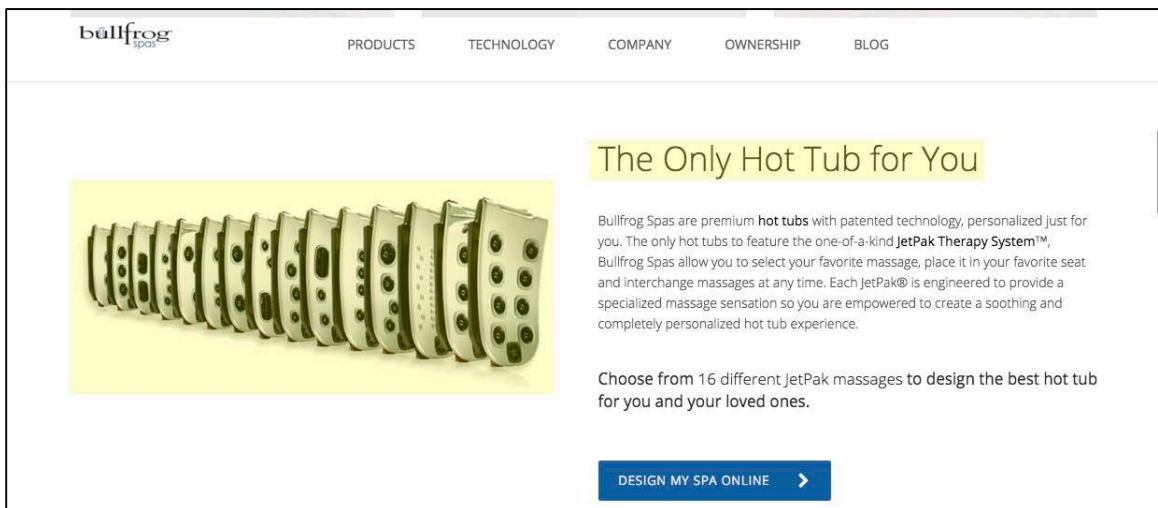 bullfrog
spas
PRODUCTS TECHNOLOGY COMPANY OWNERSHIP BLOG
The Only Hot Tub for You
Bullfrog Spas are premium hot tubs with patented technology, personalized just for
you. The only hot tubs to feature the one-of-a-kind JetPak Therapy System™,
Bullfrog Spas allow you to select your favorite massage, place it in your favorite seat
and interchange massages at any time. Each JetPak® is engineered to provide a
specialized massage sensation so you are empowered to create a soothing and
completely personalized hot tub experience.
Choose from 16 different JetPak massages to design the best hot tub
for you and your loved ones.
DESIGN MY SPA ONLINE